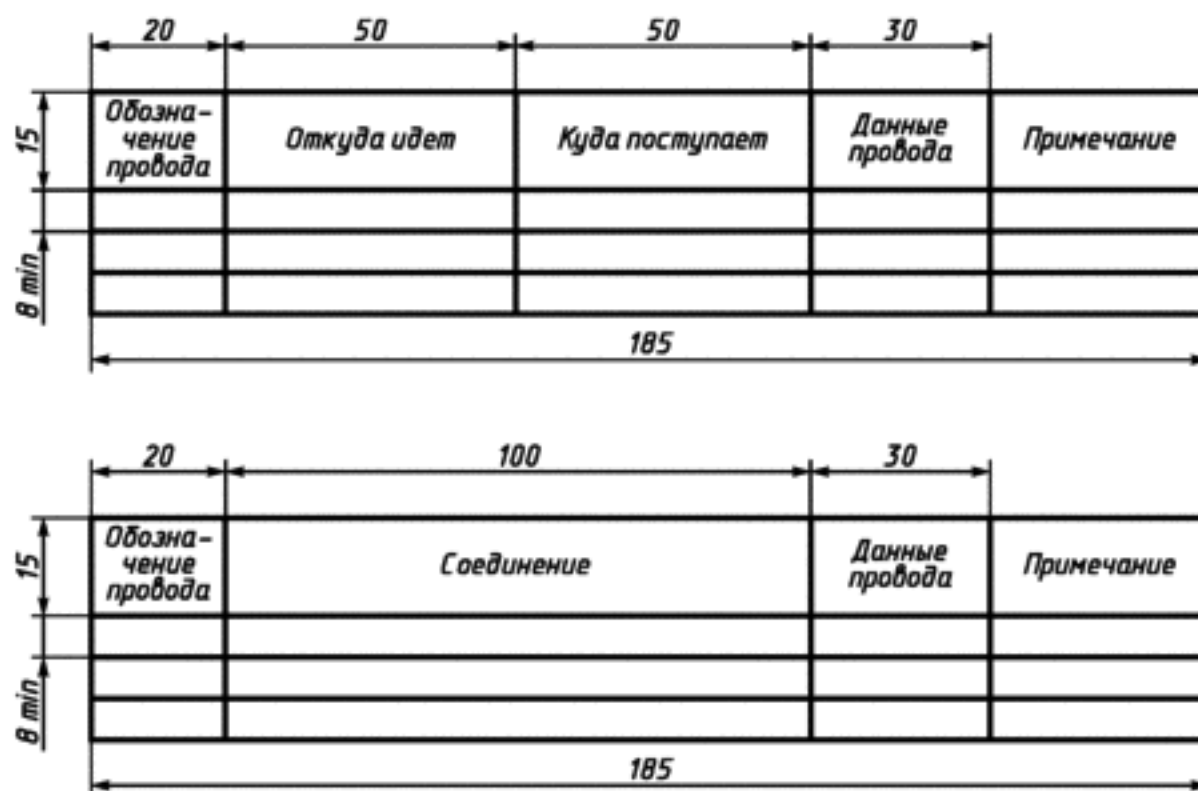 20 50 50 30
15
Обозна-
чение
провода
Откуда идет
Куда поступает
Данные
провода
Примечание
8 min
185
20 100 30
15
Обозна-
чение
провода
Соединение
Данные
провода
Примечание
8 min
185